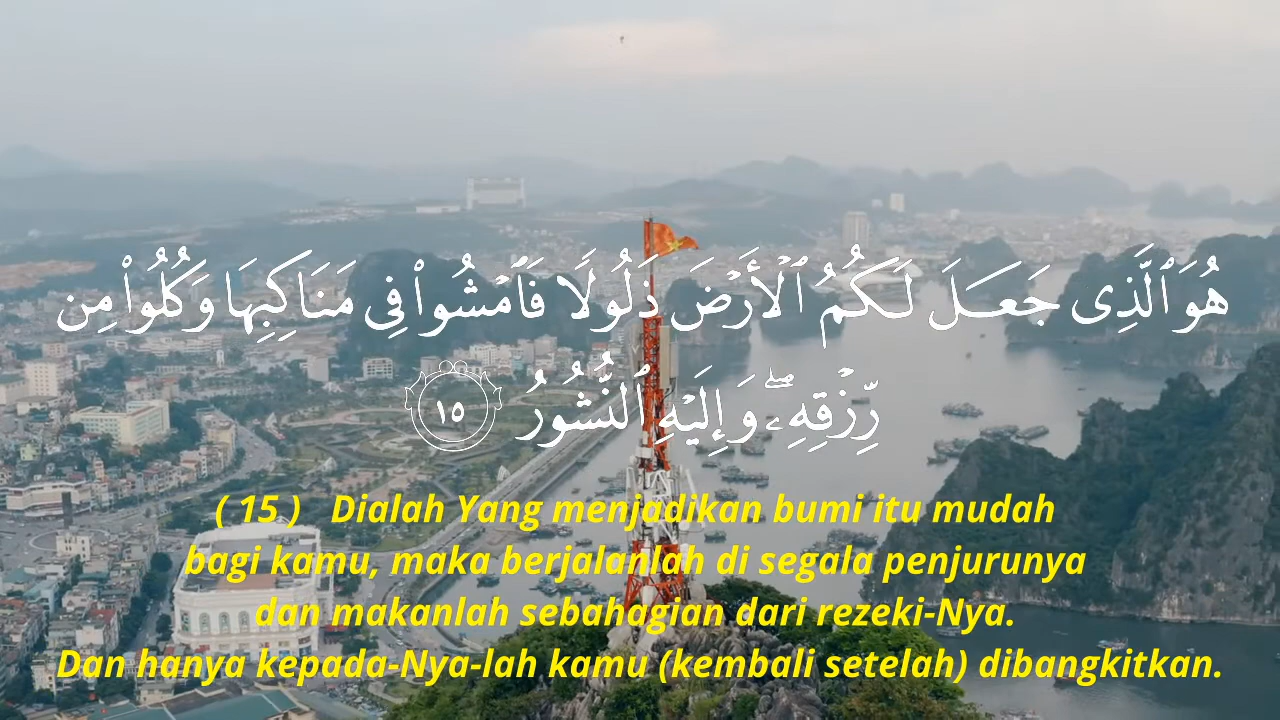 هُوَ ٱلَّذِى جَعَلَ لَكُمُ ٱلْأَرْضَ ذَلُولًا فَٱمْشُوا۟ فِى مَنَاكِبِهَا وَكُلُوا۟ مِن
رِّزْقِهِۦ ۖ وَإِلَيْهِ ٱلنُّشُورُ ١٥
( 15 ) Dialah Yang menjadikan bumi itu mudah
bagi kamu, maka berjalanlah di segala penjurunya
dan makanlah sebahagian dari rezeki-Nya.
Dan hanya kepada-Nya-lah kamu (kembali setelah) dibangkitkan.